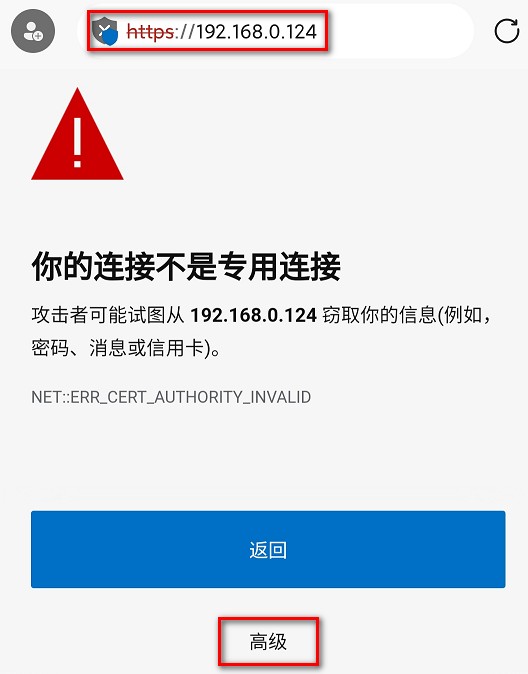 https://192.168.0.124
你的连接不是专用连接
攻击者可能试图从 192.168.0.124 窃取你的信息(例如，
密码、消息或信用卡)。
NET::ERR_CERT_AUTHORITY_INVALID
返回
高级